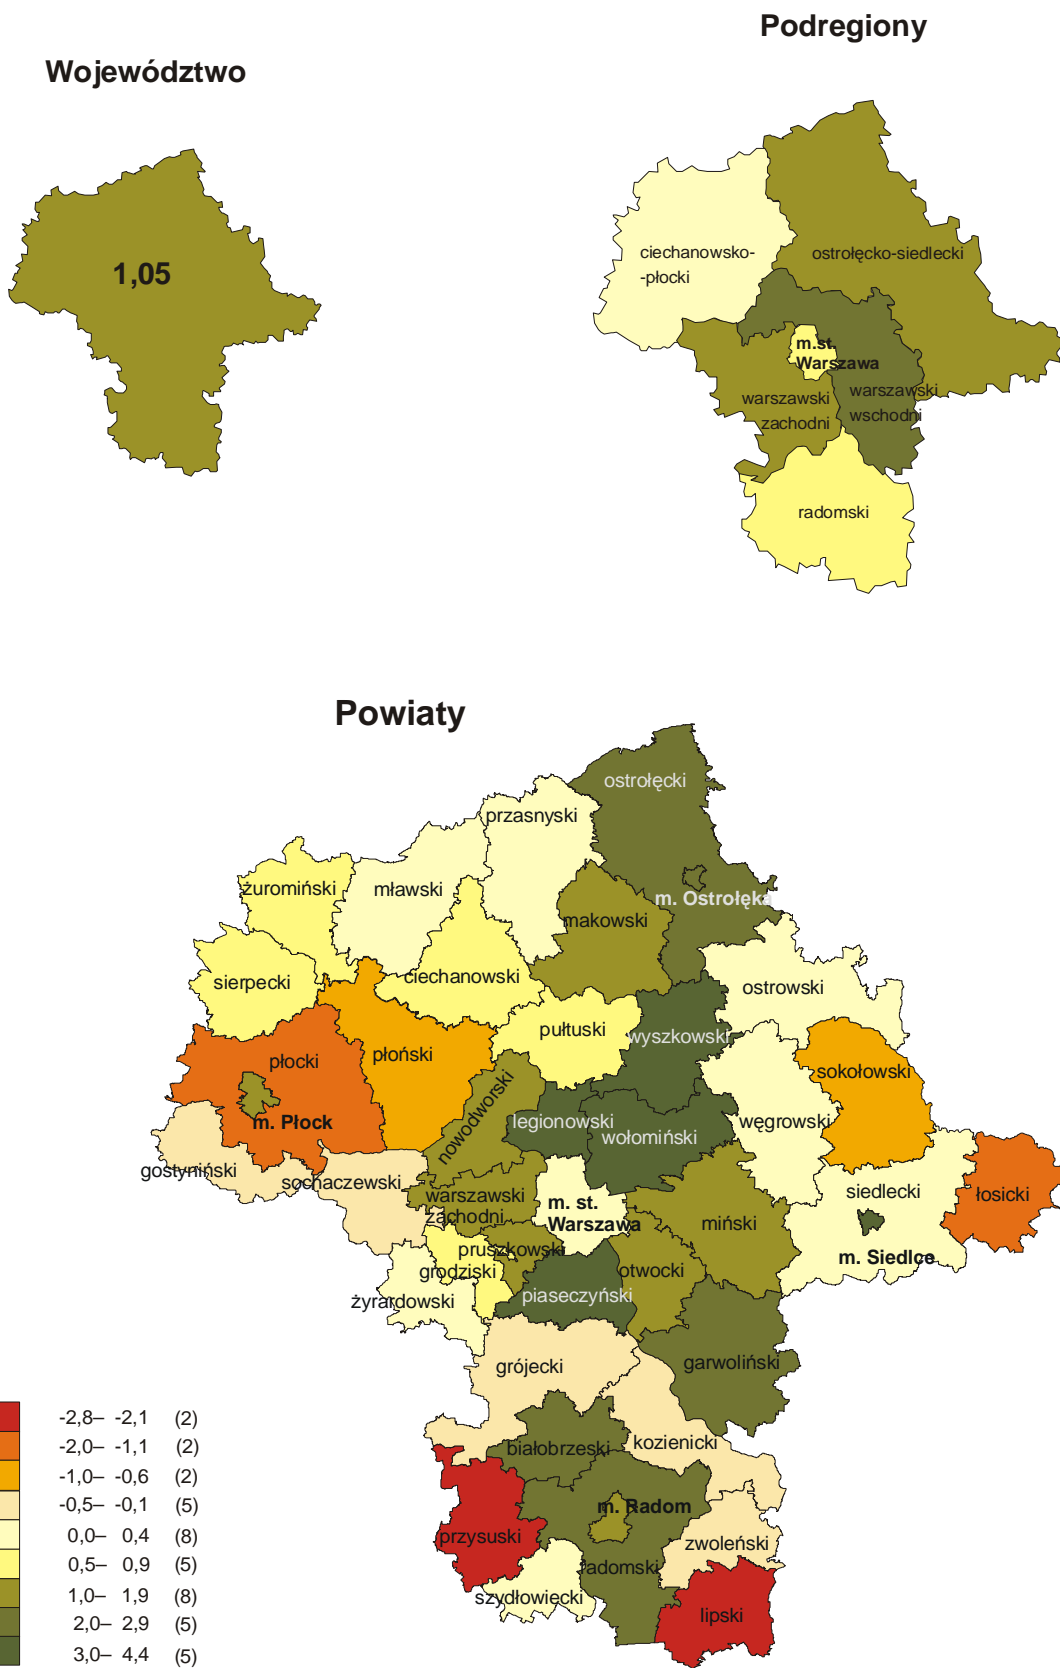 Podregiony
Województwo
1,05
ciechanowsko-
-płocki
ostrołęcko-siedlecki
m.st.
Warszawa
warszawski
zachodni
warszawski
wschodni
radomski
Powiaty
ostrołęcki
przasnyski
żuromiński
mławski
m. Ostrołęka
makowski
sierpecki
ciechanowski
ostrowski
pułtuski
wyszkowski
płocki
płoński
sokołowski
nowodworski
m. Płock
legionowski
wołomiński
węgrowski
gostyniński
sochaczewski
warszawski
zachodni
m. st.
Warszawa
miński
siedlecki
łosicki
pruszkowski
grodziski
otwocki
m. Siedlce
żyrardowski
piaseczyński
grójecki
garwoliński
białobrzeski
kozienicki
m. Radom
przysuski
zwoleński
radomski
szydłowiecki
lipski
-2,8– -2,1 (2)
-2,0– -1,1 (2)
-1,0– -0,6 (2)
-0,5– -0,1 (5)
0,0– 0,4 (8)
0,5– 0,9 (5)
1,0– 1,9 (8)
2,0– 2,9 (5)
3,0– 4,4 (5)